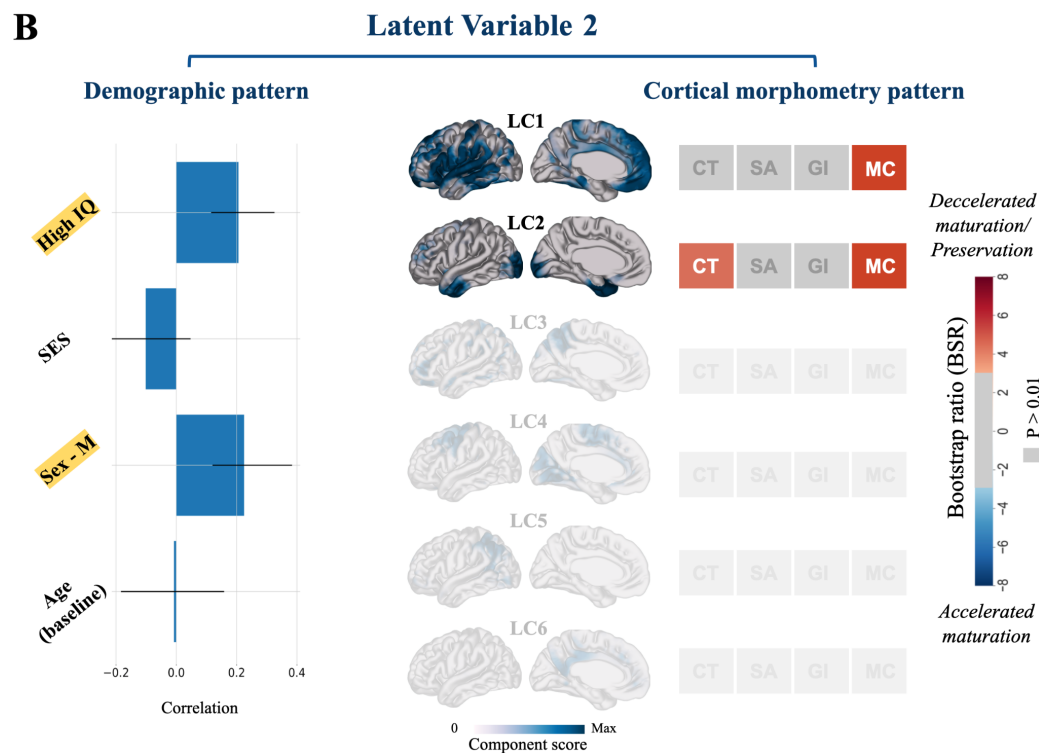 B
Latent Variable 2
Demographic pattern
Cortical morphometry pattern
High IQ
SES
Sex - M
Age
(baseline)
−0.2
0.0
0.2
0.4
Correlation
LC1
CT SA GI MC
LC2
CT SA GI MC
LC3
CT SA GI MC
LC4
CT SA GI MC
LC5
CT SA GI MC
LC6
CT SA GI MC
0
Max
Component score
Deccelerated
maturation/
Preservation
Bootstrap ratio (BSR)
8
6
4
2
0
−2
−4
−6
−8
P > 0.01
Accelerated
maturation